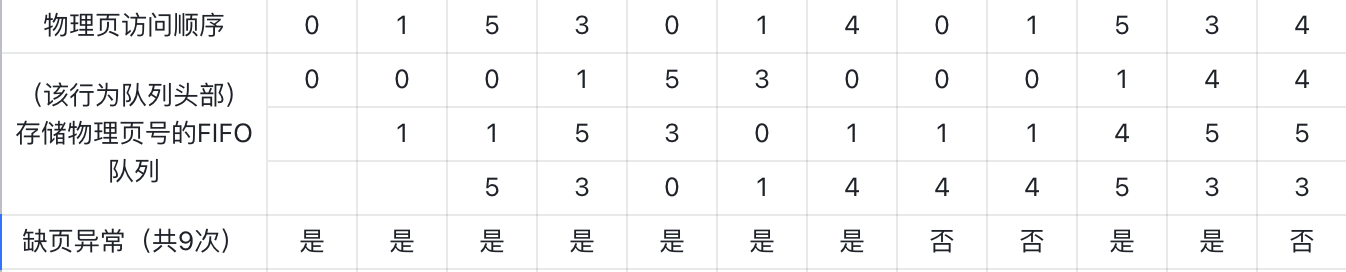 物理页访问顺序 0 1 5 3 0 1 4 0 1 5 3 4
（该行为队列头部） 0 0 0 1 5 3 0 0 0 1 4 4
存储物理页号的FIFO 1 1 5 3 0 1 1 1 4 5 5
队列 5 3 0 1 4 4 4 5 3 3
缺页异常（共9次） 是 是 是 是 是 是 是 否 否 是 是 否